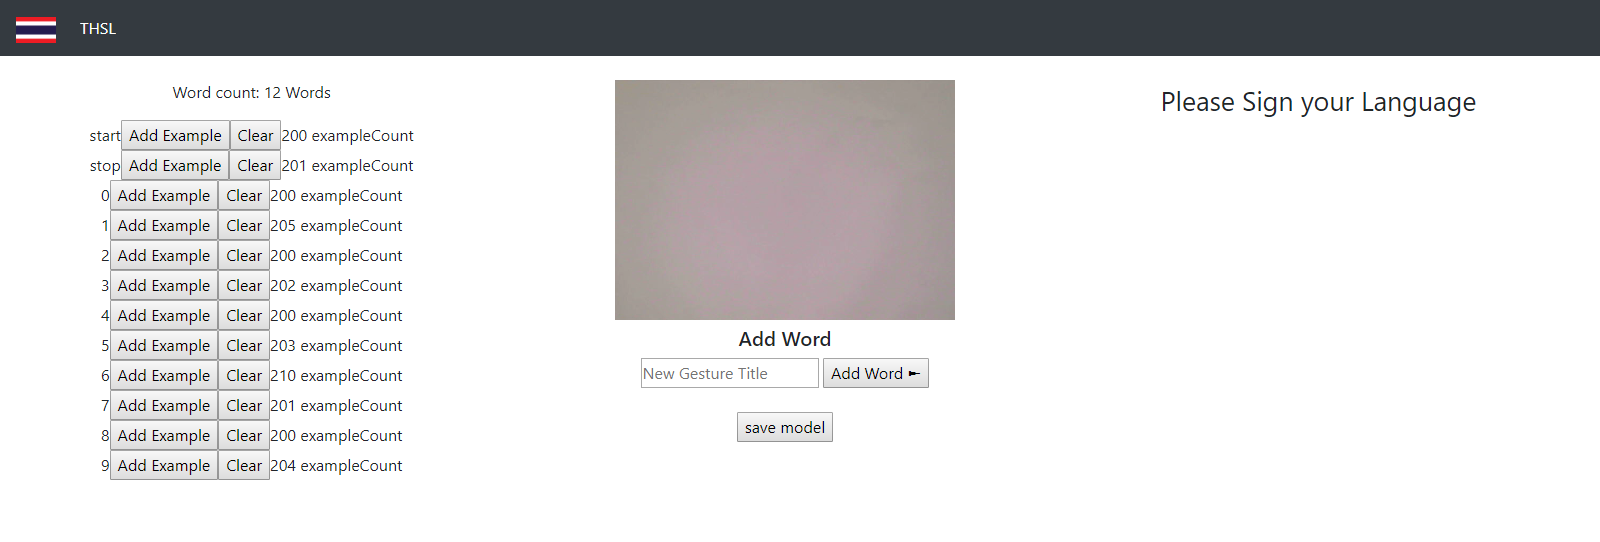 THSL
Word count: 12 Words
start Add Example Clear 200 exampleCount
stop Add Example Clear 201 exampleCount
0 Add Example Clear 200 exampleCount
1 Add Example Clear 205 exampleCount
2 Add Example Clear 200 exampleCount
3 Add Example Clear 202 exampleCount
4 Add Example Clear 200 exampleCount
5 Add Example Clear 203 exampleCount
6 Add Example Clear 210 exampleCount
7 Add Example Clear 201 exampleCount
8 Add Example Clear 200 exampleCount
9 Add Example Clear 204 exampleCount
Add Word
New Gesture Title Add Word
save model
Please Sign your Language